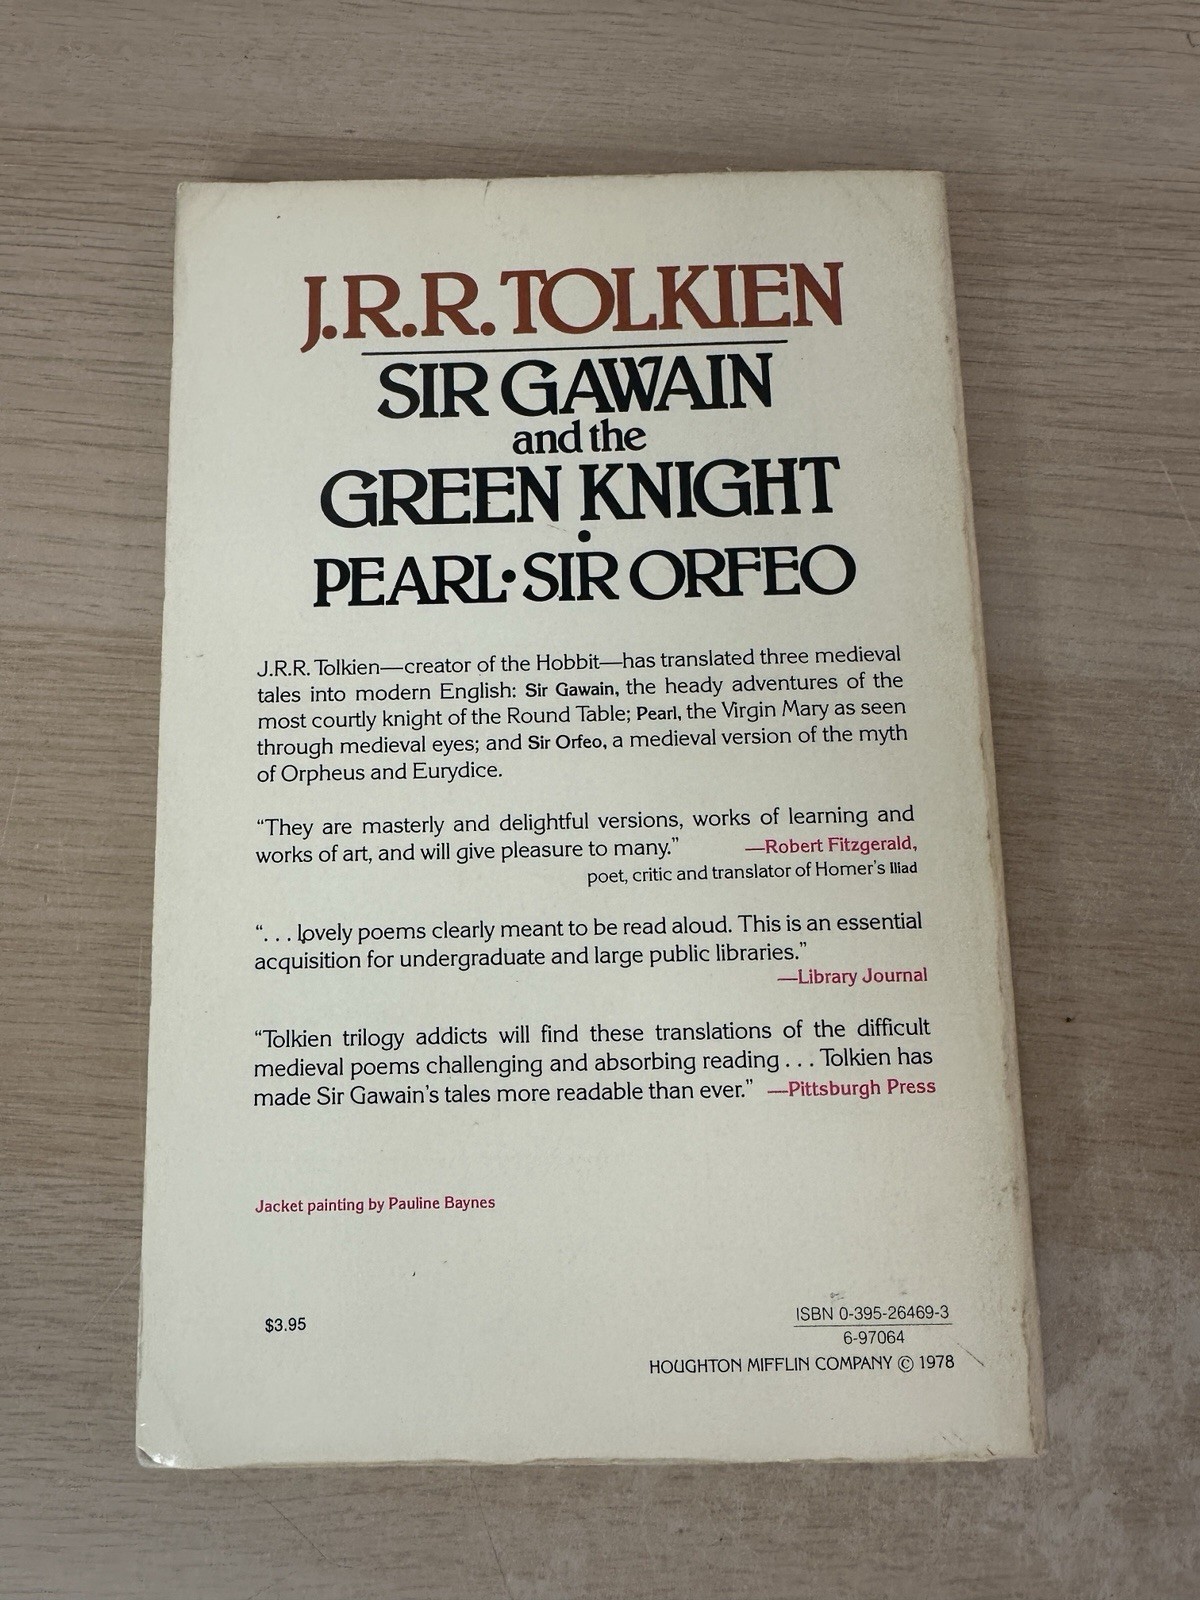 J.R.R. TOLKIEN
SIR GAWAIN
and the
GREEN KNIGHT
•
PEARL • SIR ORFEO
J.R.R. Tolkien—creator of the Hobbit—has translated three medieval
tales into modern English: Sir Gawain, the heady adventures of the
most courtly knight of the Round Table; Pearl, the Virgin Mary as seen
through medieval eyes; and Sir Orfeo, a medieval version of the myth
of Orpheus and Eurydice.
“They are masterly and delightful versions, works of learning and
works of art, and will give pleasure to many.” —Robert Fitzgerald,
poet, critic and translator of Homer’s Iliad
“. . . lovely poems clearly meant to be read aloud. This is an essential
acquisition for undergraduate and large public libraries.”
—Library Journal
“Tolkien trilogy addicts will find these translations of the difficult
medieval poems challenging and absorbing reading . . . Tolkien has
made Sir Gawain’s tales more readable than ever.” —Pittsburgh Press
Jacket painting by Pauline Baynes
$3.95
ISBN 0-395-26469-3
6-97064
HOUGHTON MIFFLIN COMPANY © 1978